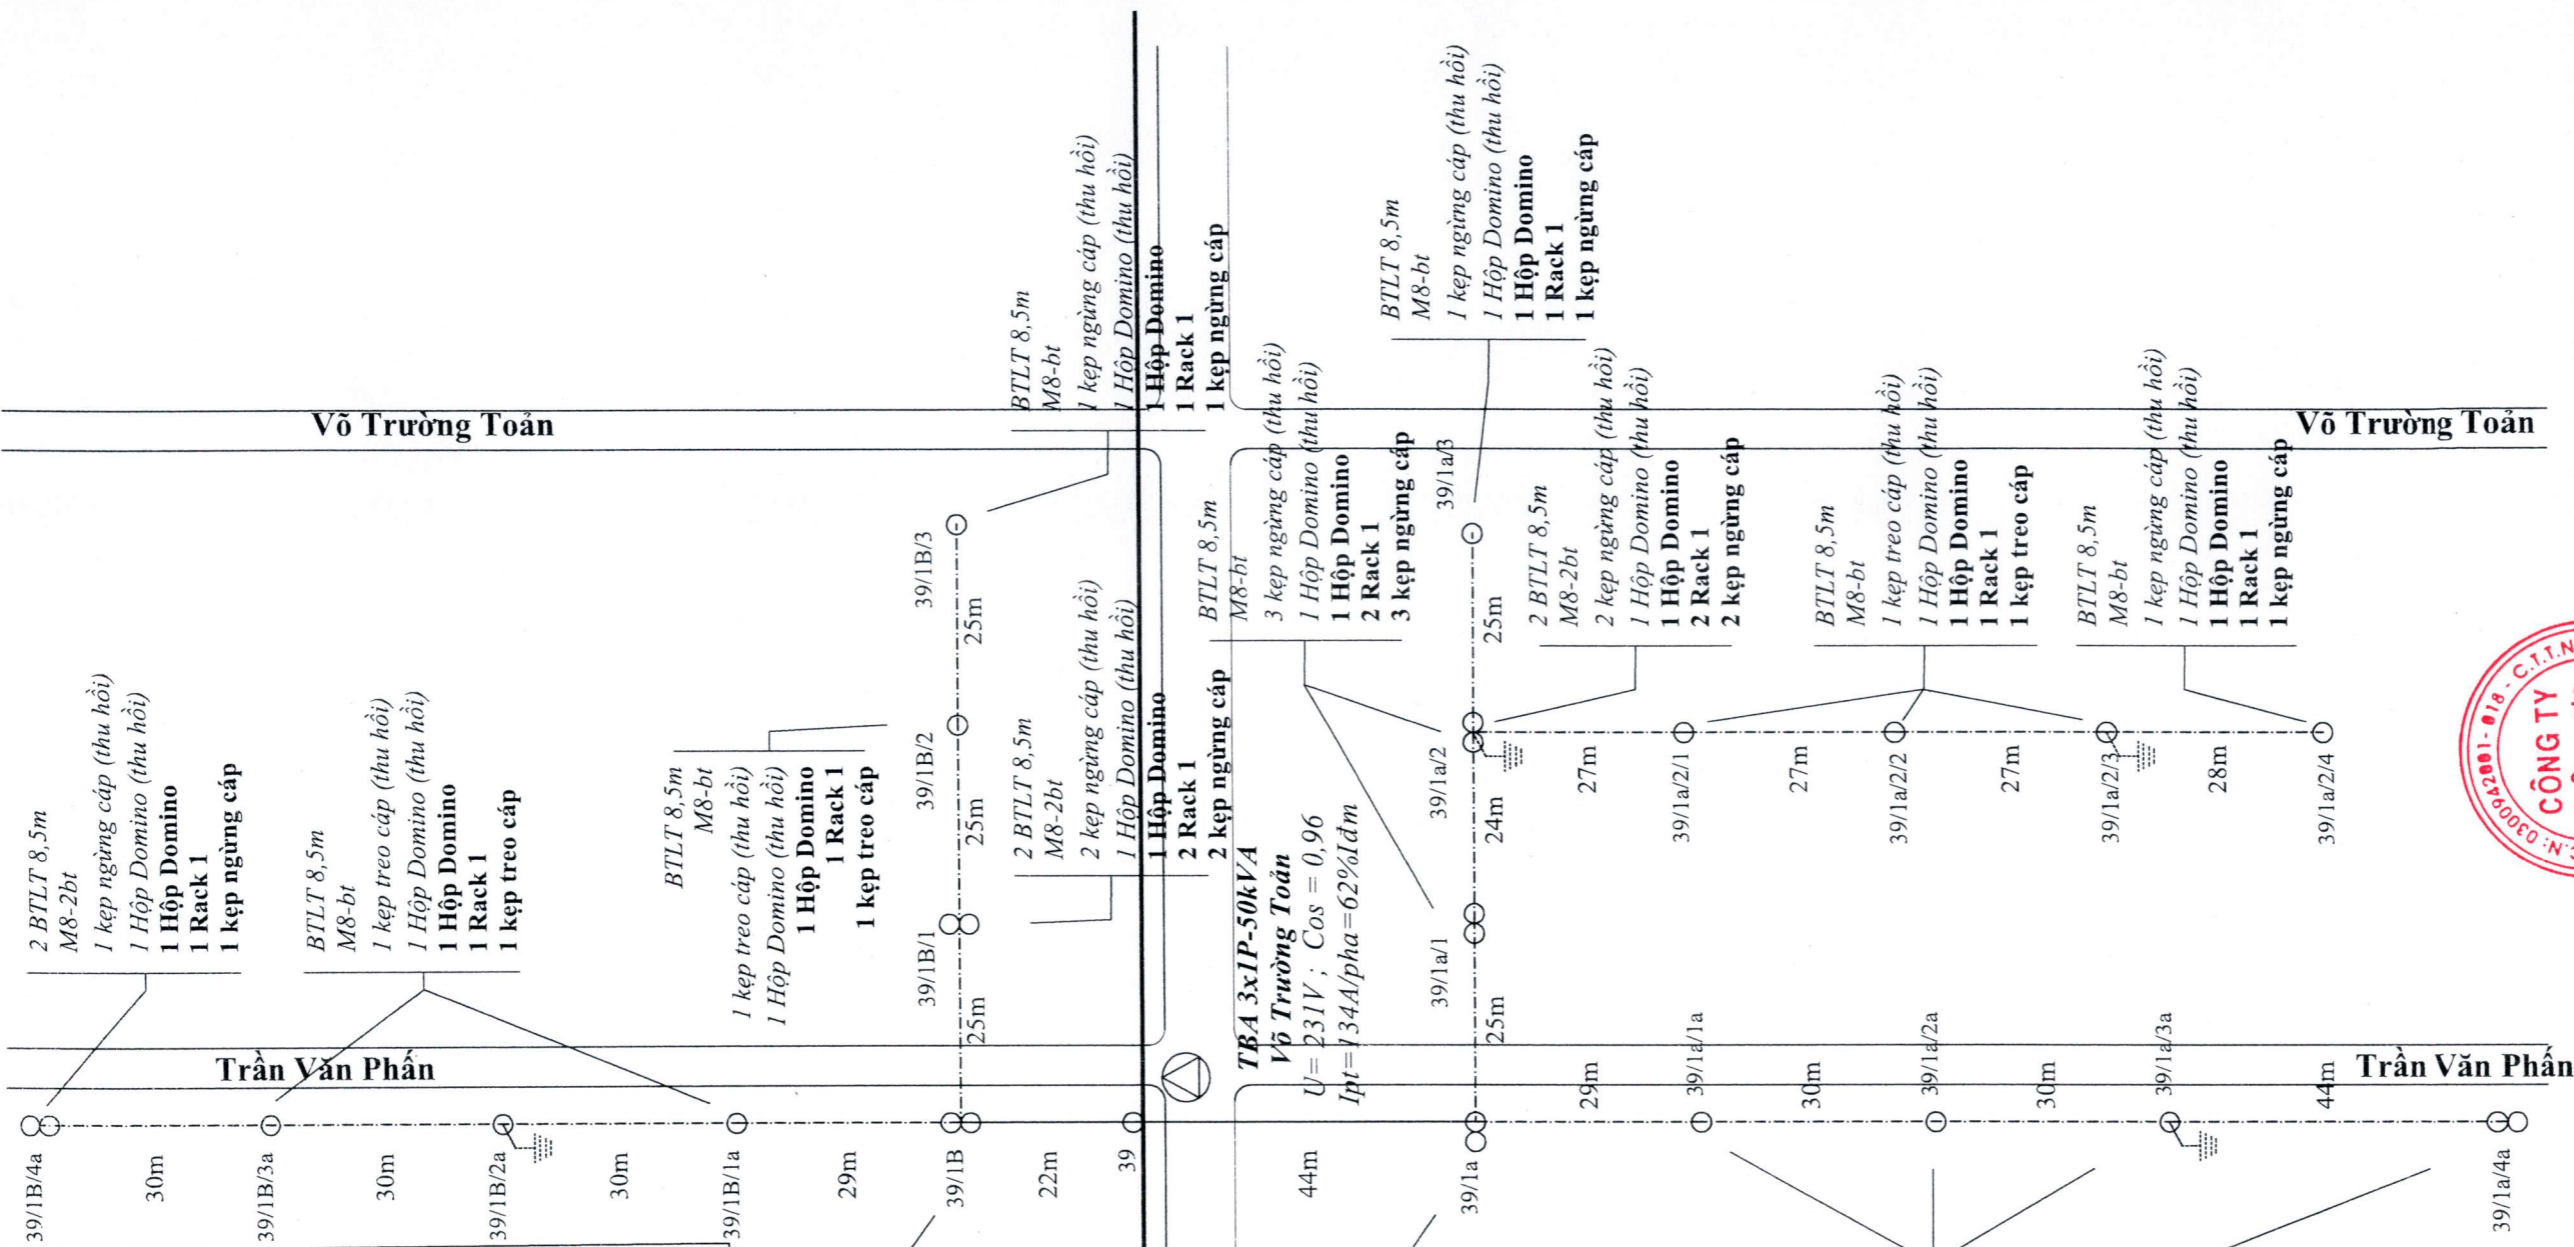 2 BTLT 8,5m
M8-2bt
1 kẹp ngừng cáp (thu hồi)
1 Hộp Domino (thu hồi)
1 Hộp Domino
1 Rack 1
1 kẹp ngừng cáp
BTLT 8,5m
M8-bt
1 kẹp treo cáp (thu hồi)
1 Hộp Domino (thu hồi)
1 Hộp Domino
1 Rack 1
1 kẹp treo cáp
BTLT 8,5m
M8-bt
1 kẹp treo cáp (thu hồi)
1 Hộp Domino (thu hồi)
1 Hộp Domino
1 Rack 1
1 kẹp treo cáp
BTLT 8,5m
M8-bt
1 kẹp ngừng cáp (thu hồi)
1 Hộp Domino (thu hồi)
1 Hộp Domino
1 Rack 1
1 kẹp ngừng cáp
2 BTLT 8,5m
M8-2bt
2 kẹp ngừng cáp (thu hồi)
1 Hộp Domino (thu hồi)
1 Hộp Domino
2 Rack 1
2 kẹp ngừng cáp
BTLT 8,5m
M8-bt
3 kẹp ngừng cáp (thu hồi)
1 Hộp Domino (thu hồi)
1 Hộp Domino
2 Rack 1
3 kẹp ngừng cáp
BTLT 8,5m
M8-bt
1 kẹp ngừng cáp (thu hồi)
1 Hộp Domino (thu hồi)
1 Hộp Domino
1 Rack 1
1 kẹp ngừng cáp
2 BTLT 8,5m
M8-2bt
2 kẹp ngừng cáp (thu hồi)
1 Hộp Domino (thu hồi)
1 Hộp Domino
2 Rack 1
2 kẹp ngừng cáp
BTLT 8,5m
M8-bt
1 kẹp treo cáp (thu hồi)
1 Hộp Domino (thu hồi)
1 Hộp Domino
1 Rack 1
1 kẹp treo cáp
BTLT 8,5m
M8-bt
1 kẹp ngừng cáp (thu hồi)
1 Hộp Domino (thu hồi)
1 Hộp Domino
1 Rack 1
1 kẹp ngừng cáp
Võ Trường Toản
Võ Trường Toản
39/1B/3
25m
39/1B/2
25m
39/1B/1
25m
39/1a/3
25m
39/1a/2
24m
39/1a/1
25m
27m
39/1a/2/1
27m
39/1a/2/2
27m
39/1a/2/3
28m
39/1a/2/4
TBA 3x1P-50kVA
Võ Trường Toản
U= 231V ; Cos = 0,96
Ipt=134A/pha=62%Iđm
Trần Văn Phấn
Trần Văn Phấn
39/1B/4a
30m
39/1B/3a
30m
39/1B/2a
30m
39/1B/1a
29m
39/1B
22m
39
44m
39/1a
29m
39/1a/1a
30m
39/1a/2a
30m
39/1a/3a
44m
39/1a/4a
N: 0300942001-018 - C.T.T.N
CÔNG TY